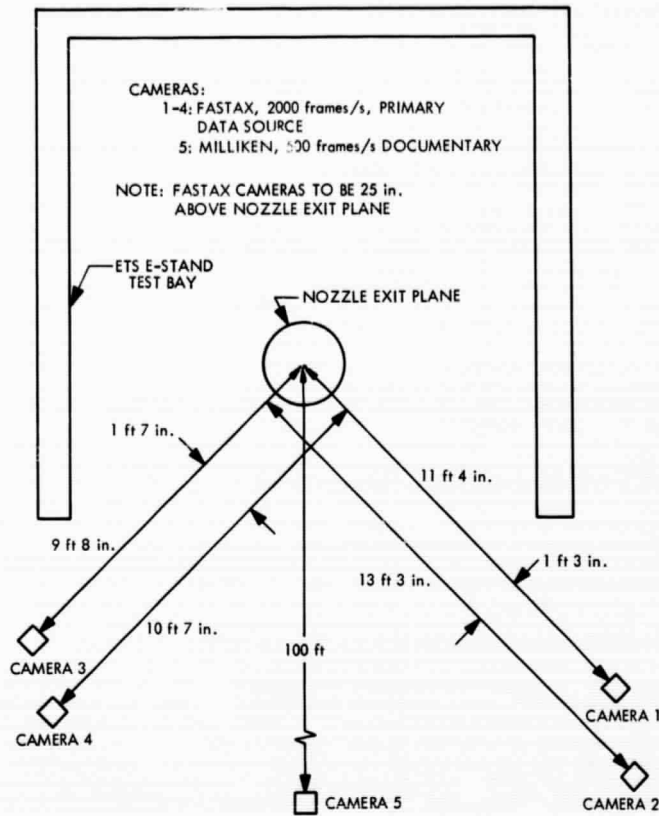 CAMERAS:
1-4: FASTAX, 2000 frames/s, PRIMARY
DATA SOURCE
5: MILLIKEN, 500 frames/s DOCUMENTARY
NOTE: FASTAX CAMERAS TO BE 25 in.
ABOVE NOZZLE EXIT PLANE
ETS E-STAND
TEST BAY
NOZZLE EXIT PLANE
1 ft 7 in.
11 ft 4 in.
9 ft 8 in.
1 ft 3 in.
13 ft 3 in.
10 ft 7 in.
100 ft
CAMERA 3
CAMERA 4
CAMERA 1
CAMERA 5
CAMERA 2